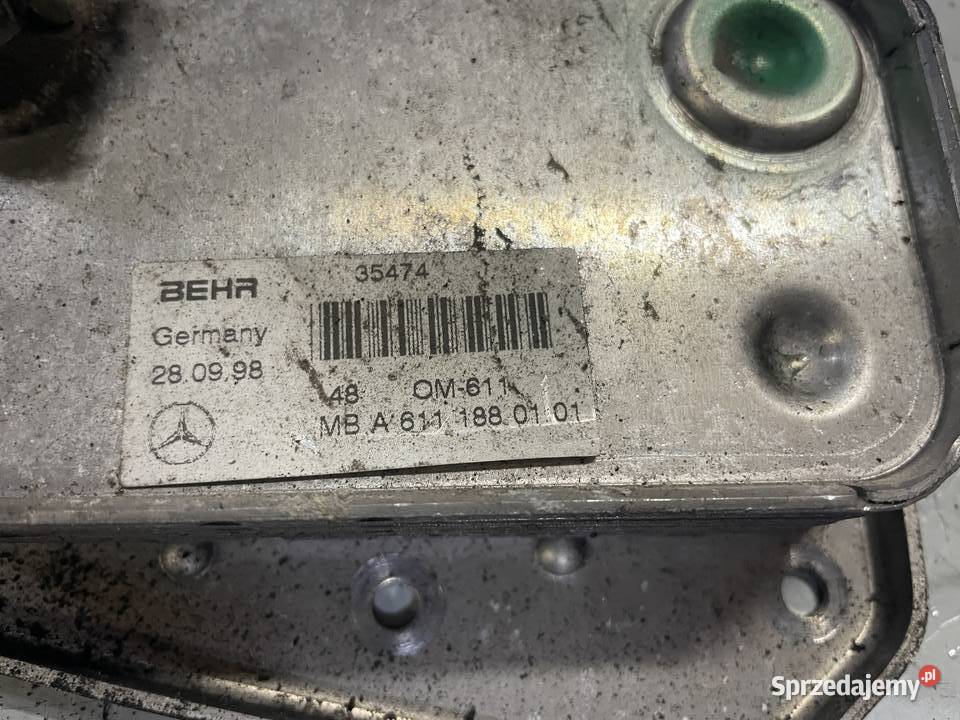 BEHR 35474
Germany
28.09.98
48 OM-611
MB A 611 188 01 01
Sprzedajemy.pl